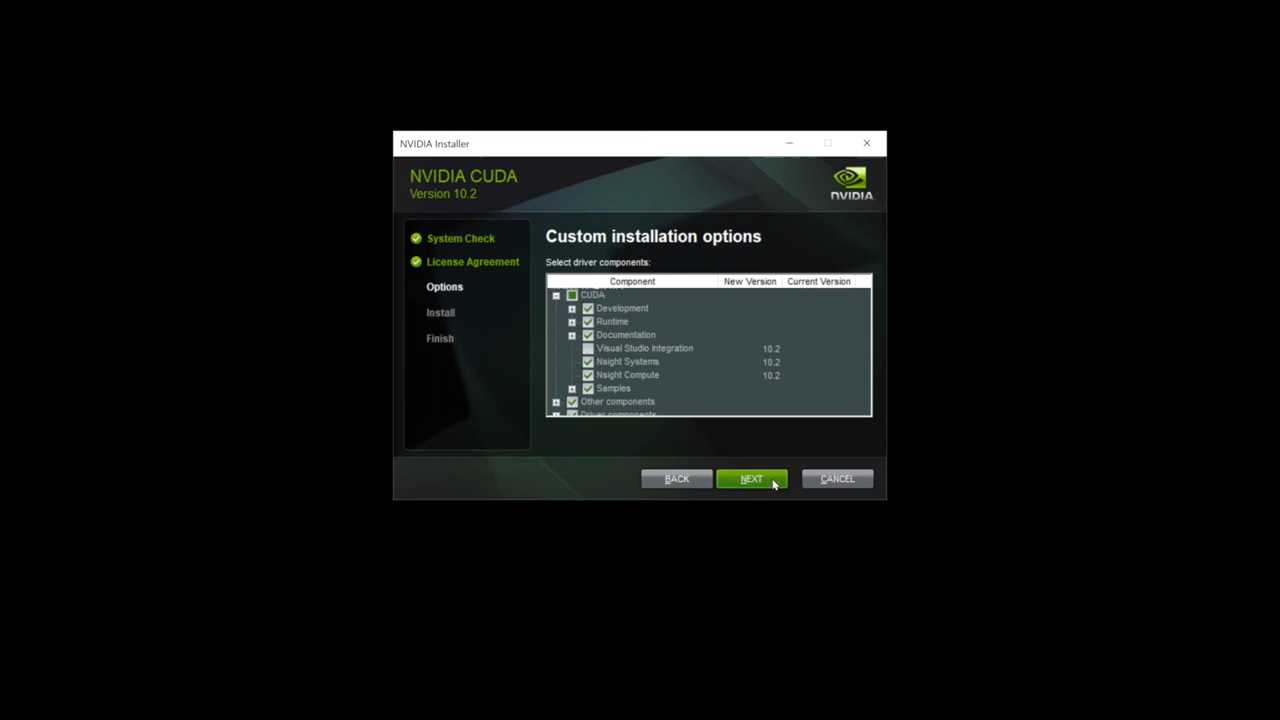 NVIDIA Installer
NVIDIA CUDA
Version 10.2
NVIDIA
System Check
License Agreement
Options
Install
Finish
Custom installation options
Select driver components:
Component New Version Current Version
CUDA
Development
Runtime
Documentation
Visual Studio Integration 10.2
Nsight Systems 10.2
Nsight Compute 10.2
Samples
Other components
Driver components
BACK NEXT CANCEL